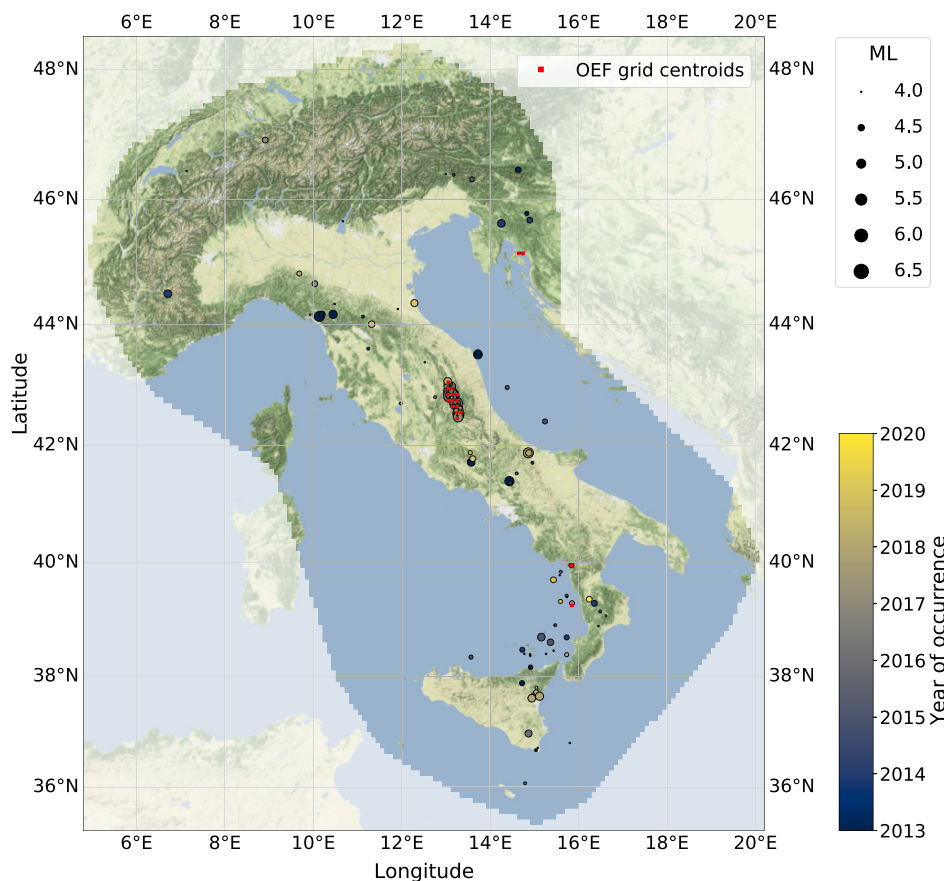 6°E 8°E 10°E 12°E 14°E 16°E 18°E 20°E
48°N 48°N
46°N 46°N
44°N 44°N
42°N 42°N
40°N 40°N
38°N 38°N
36°N 36°N
6°E 8°E 10°E 12°E 14°E 16°E 18°E 20°E
Longitude
Latitude
OEF grid centroids
ML
4.0
4.5
5.0
5.5
6.0
6.5
2020
2019
2018
2017
2016
2015
2014
2013
Year of occurrence